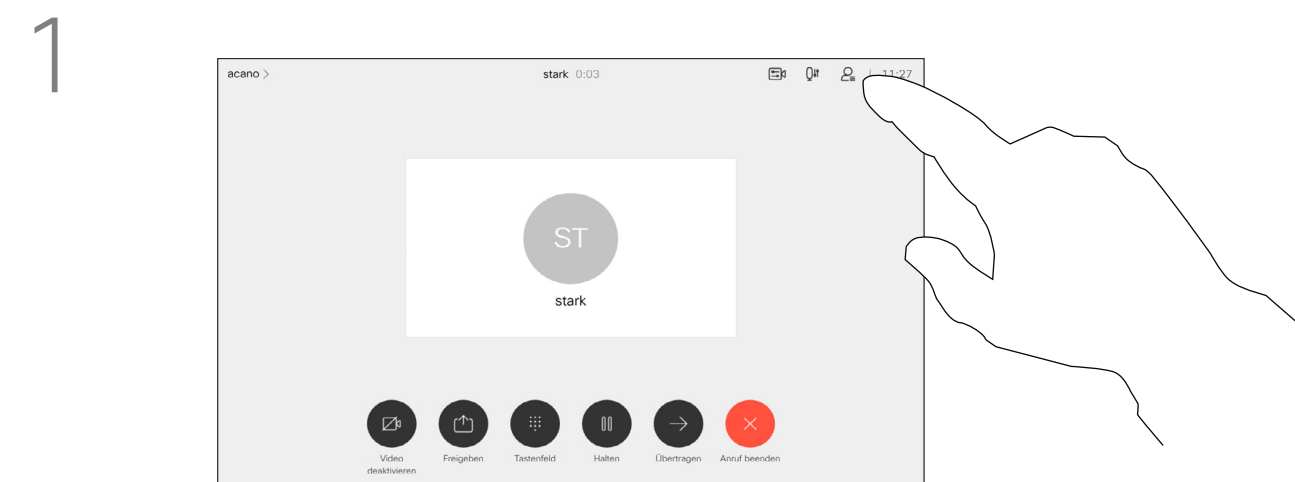 1
acano >
stark 0:03
11:27
ST
stark
Video
deaktivieren
Freigeben
Tastenfeld
Halten
Übertragen
Anruf beenden